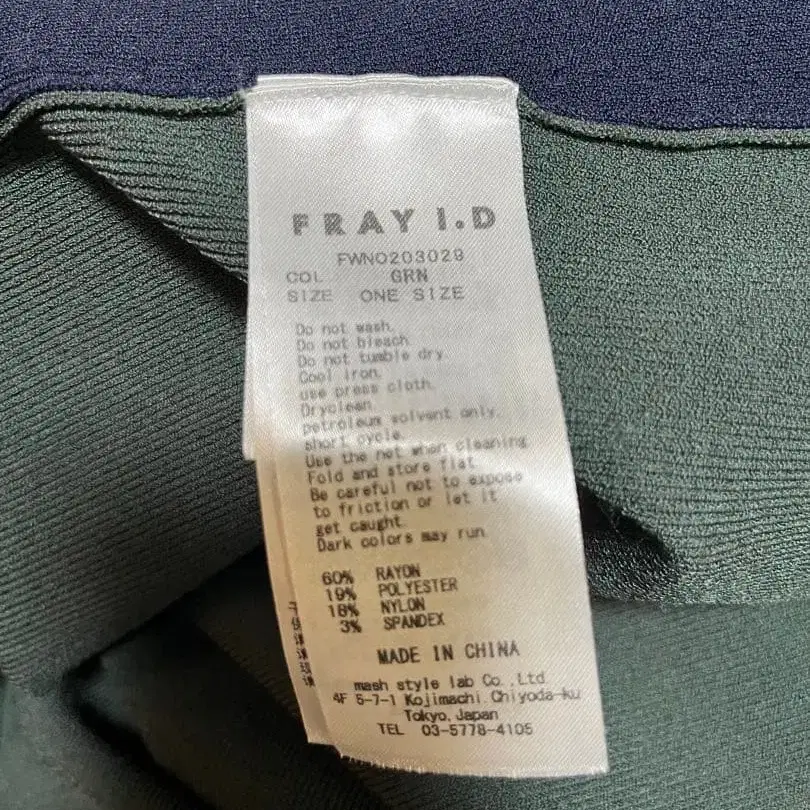 FRAY I.D
FWNO203029
COL GRN
SIZE ONE SIZE
Do not wash.
Do not bleach.
Do not tumble dry.
Cool iron.
use press cloth.
Dryclean.
petroleum solvent only.
short cycle.
Use the net when cleaning
Fold and store flat
Be careful not to expose
to friction or let it
get caught.
Dark colors may run.
60% RAYON
19% POLYESTER
18% NYLON
3% SPANDEX
MADE IN CHINA
mash style lab Co.,Ltd.
4F 5-7-1 Kojimachi.Chiyoda-ku
Tokyo.Japan
TEL 03-5778-4105